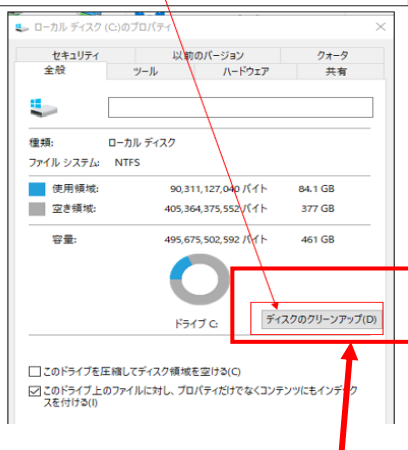 ローカル ディスク (C:)のプロパティ
セキュリティ 以前のバージョン クォータ
全般 ツール ハードウェア 共有
種類: ローカル ディスク
ファイル システム: NTFS
使用領域: 90,311,127,040 バイト 84.1 GB
空き領域: 405,364,375,552 バイト 377 GB
容量: 495,675,502,592 バイト 461 GB
ドライブ C: ディスクのクリーンアップ(D)
このドライブを圧縮してディスク領域を空ける(C)
このドライブ上のファイルに対し、プロパティだけでなくコンテンツにもインデック
スを付ける(I)